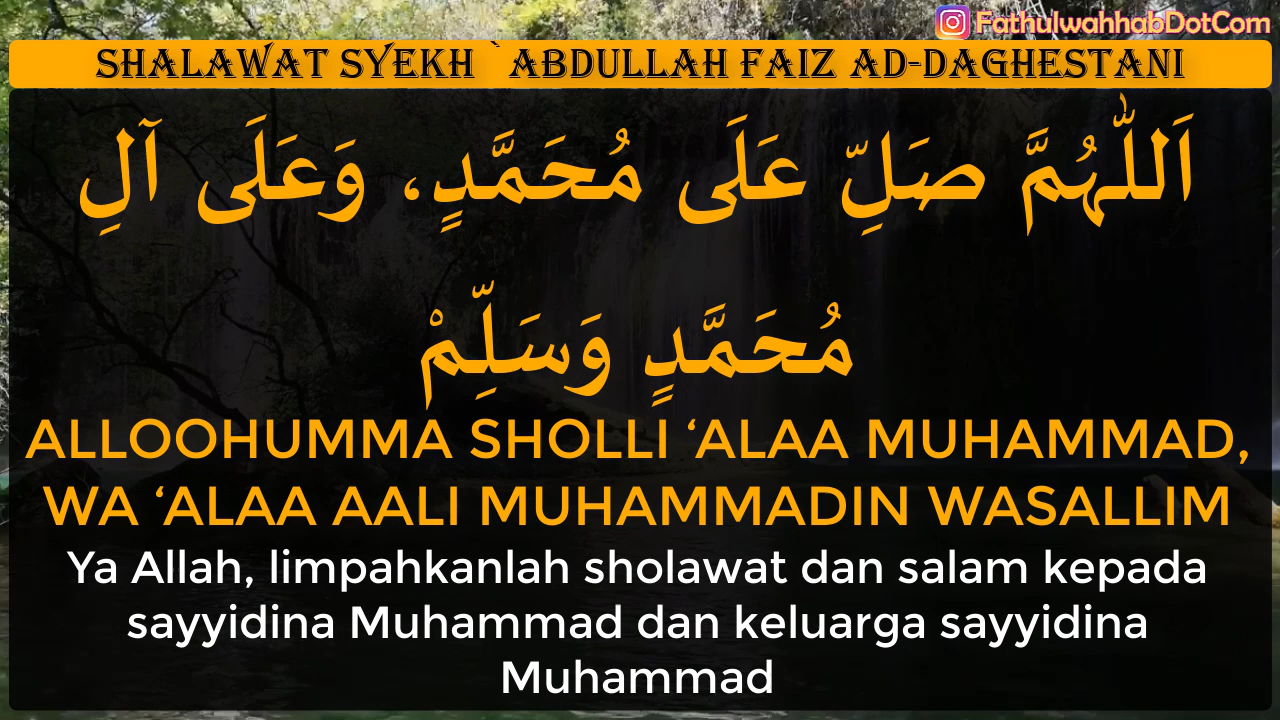 FathulwahhabDotCom
SHALAWAT SYEKH `ABDULLAH FAIZ AD-DAGHESTANI
اَللّٰهُمَّ صَلِّ عَلَى مُحَمَّدٍ، وَعَلَى آلِ
مُحَمَّدٍ وَسَلِّمْ
ALLOOHUMMA SHOLLI ‘ALAA MUHAMMAD,
WA ‘ALAA AALI MUHAMMADIN WASALLIM
Ya Allah, limpahkanlah sholawat dan salam kepada
sayyidina Muhammad dan keluarga sayyidina
Muhammad